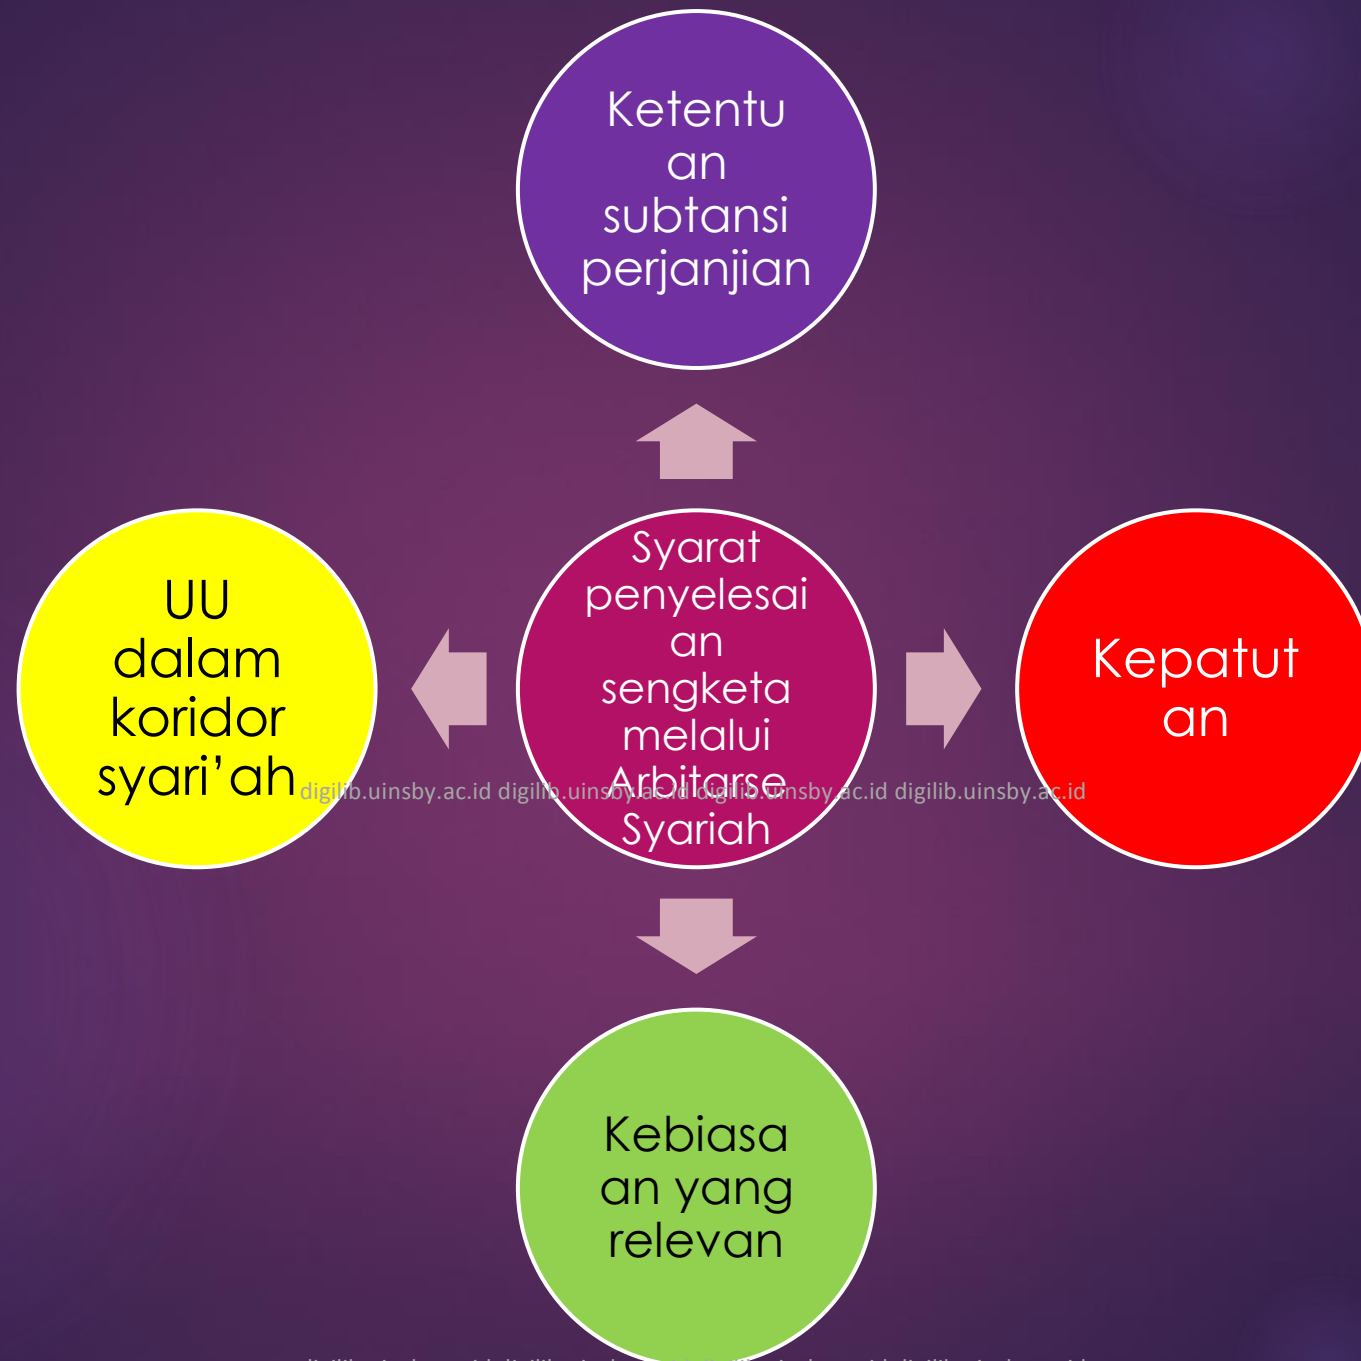 Ketentu
an
subtansi
perjanjian
UU
dalam
koridor
syari’ah
Syarat
penyelesai
an
sengketa
melalui
Arbitarse
Syariah
Kepatut
an
digilib.uinsby.ac.id digilib.uinsby.ac.id digilib.uinsby.ac.id digilib.uinsby.ac.id
Kebiasa
an yang
relevan